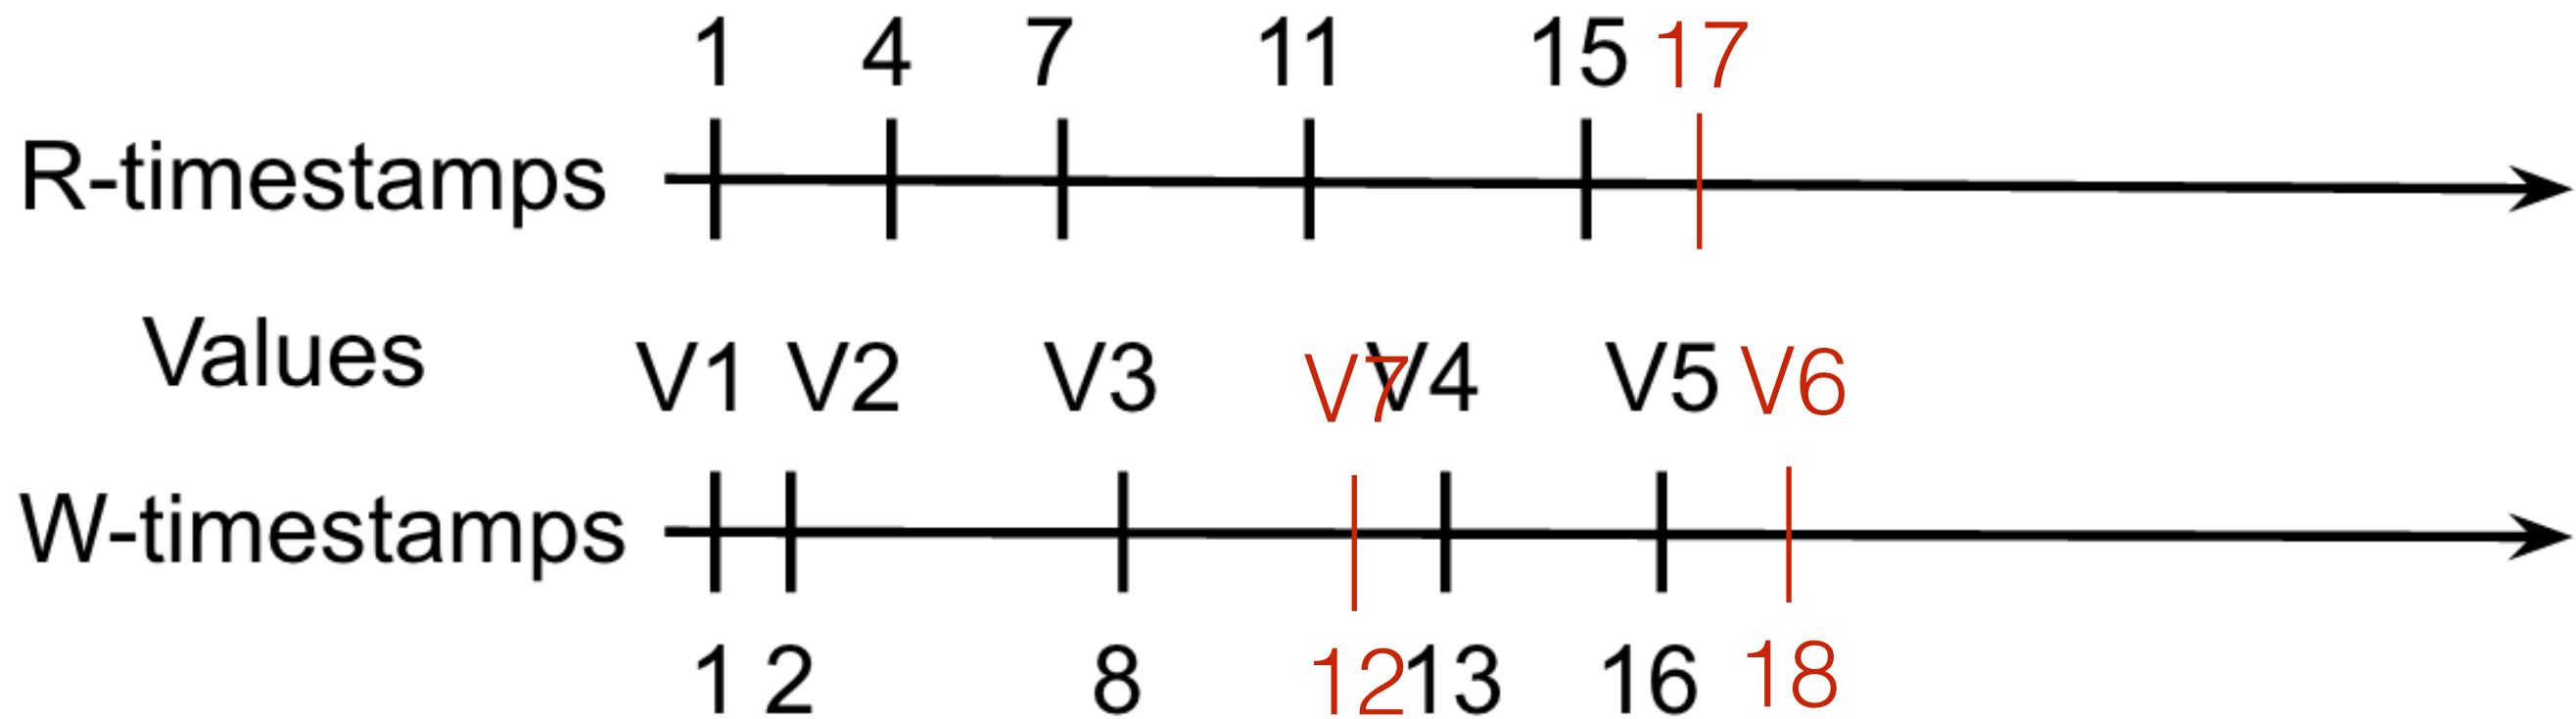 1 4 7 11 15 17
R-timestamps
Values V1 V2 V3 V7 V4 V5 V6
W-timestamps
1 2 8 12 13 16 18